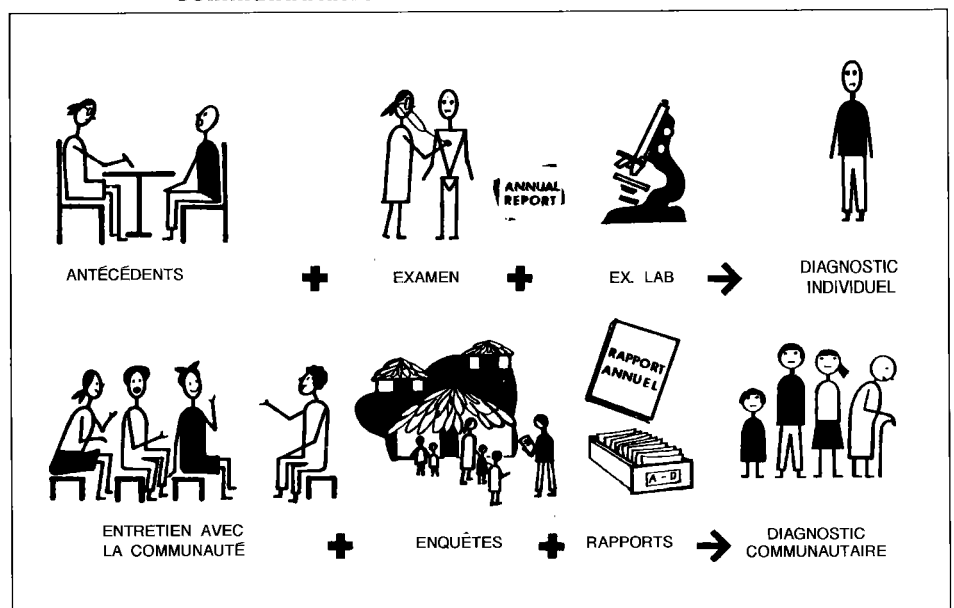 ANNUAL
REPORT
ANTÉCÉDENTS + EXAMEN + EX. LAB → DIAGNOSTIC
INDIVIDUEL
RAPPORT
ANNUEL
A - D
ENTRETIEN AVEC
LA COMMUNAUTÉ + ENQUÊTES + RAPPORTS → DIAGNOSTIC
COMMUNAUTAIRE